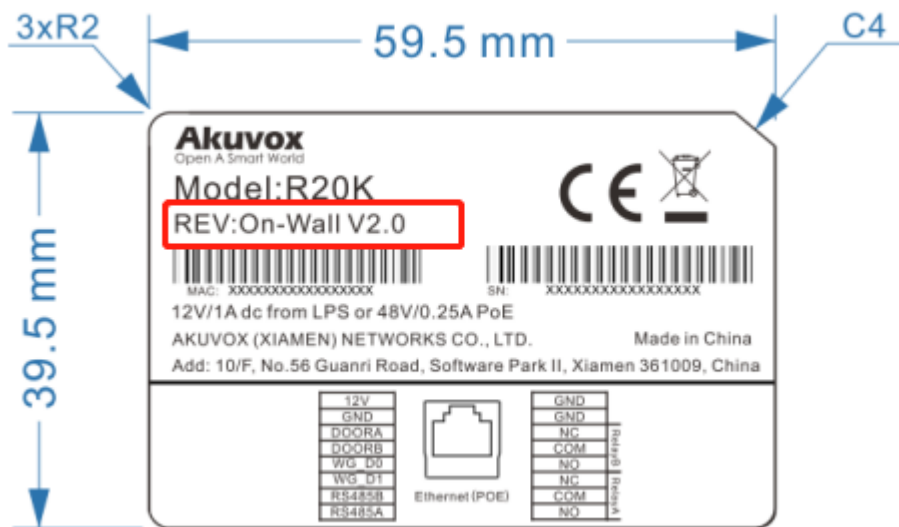 3xR2
59.5 mm
C4
39.5 mm
Akuvox
Open A Smart World
Model:R20K
REV:On-Wall V2.0
CE
MAC: XXXXXXXXXXXXXXXXX
SN: XXXXXXXXXXXXXXXXX
12V/1A dc from LPS or 48V/0.25A PoE
AKUVOX (XIAMEN) NETWORKS CO., LTD.
Made in China
Add: 10/F, No.56 Guanri Road, Software Park II, Xiamen 361009, China
12V
GND
DOORA
DOORB
WG_D0
WG_D1
RS485B
RS485A
Ethernet(POE)
GND
GND
NC
COM
NO
NC
COM
NO
RelayB
RelayA